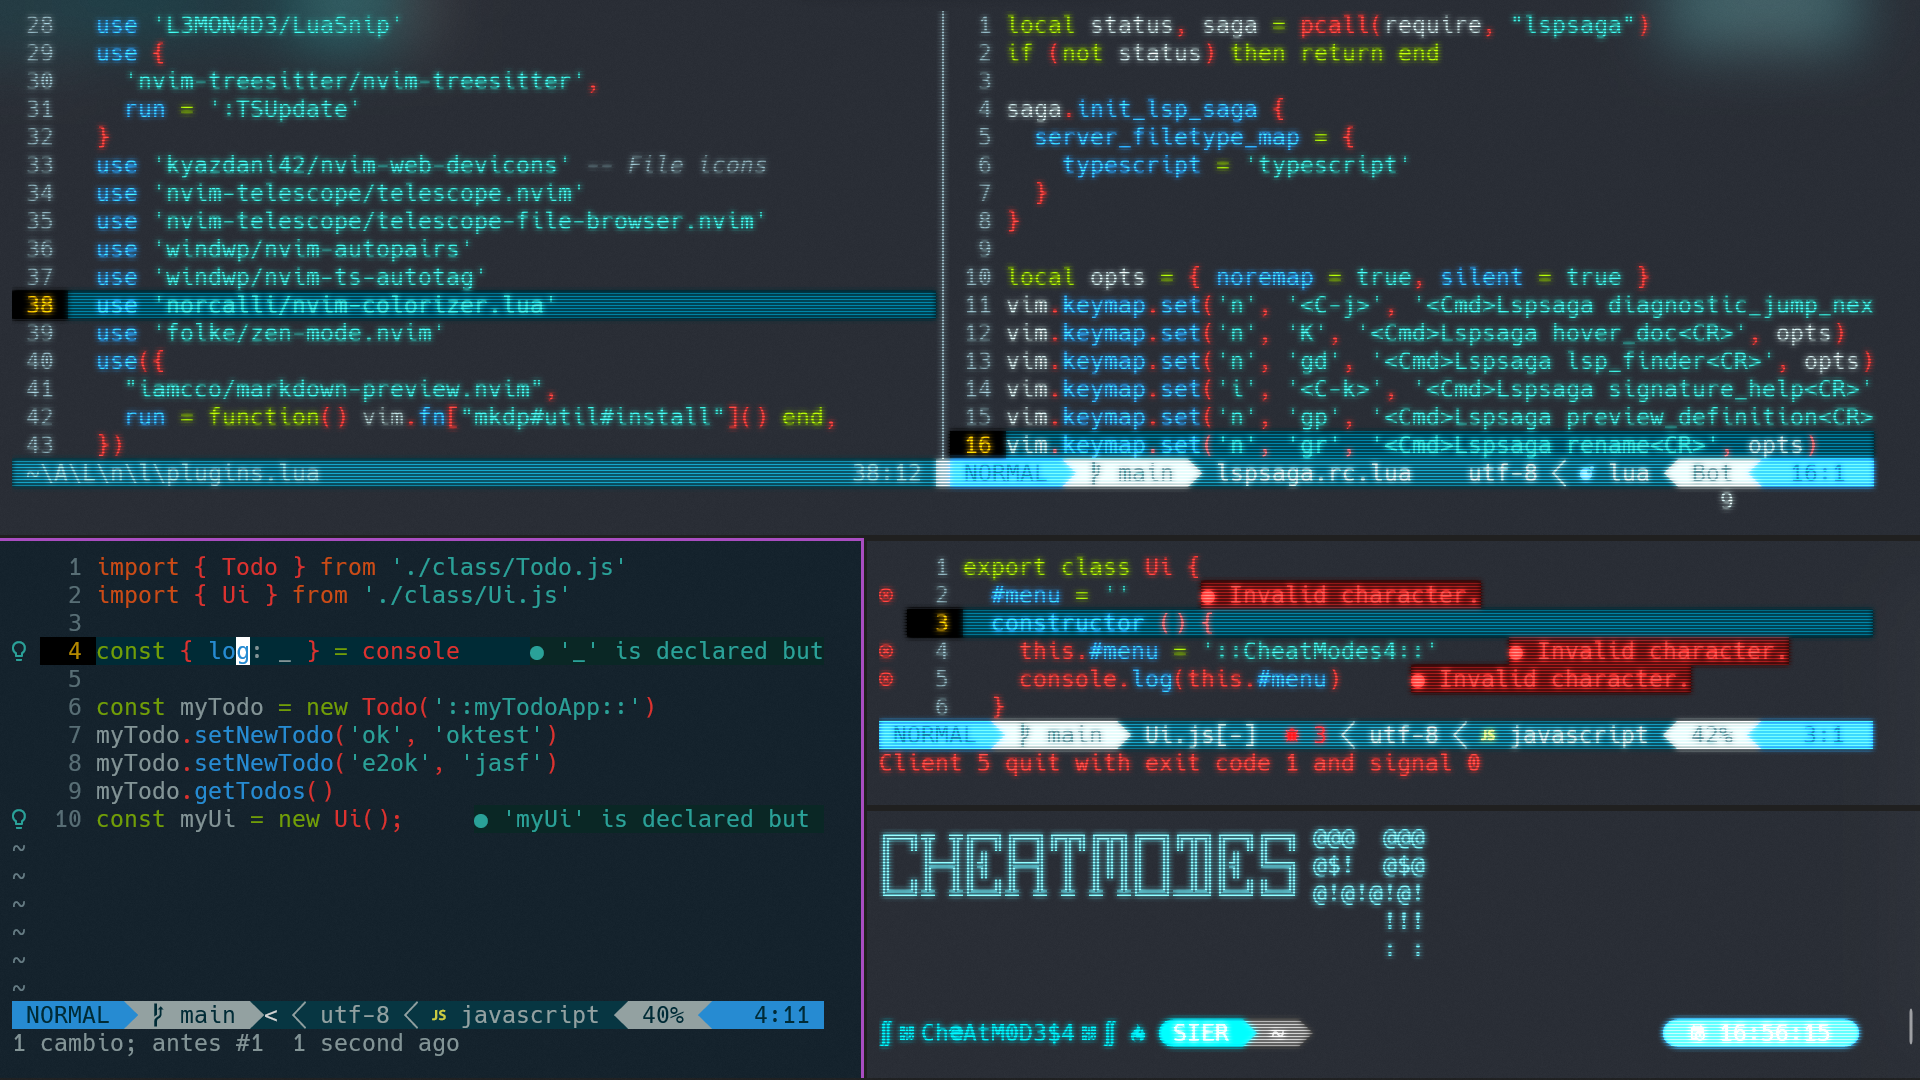 28 use 'L3MON4D3/LuaSnip'
29 use {
30 'nvim-treesitter/nvim-treesitter',
31 run = ':TSUpdate'
32 }
33 use 'kyazdani42/nvim-web-devicons' -- File icons
34 use 'nvim-telescope/telescope.nvim'
35 use 'nvim-telescope/telescope-file-browser.nvim'
36 use 'windwp/nvim-autopairs'
37 use 'windwp/nvim-ts-autotag'
38 use 'norcalli/nvim-colorizer.lua'
39 use 'folke/zen-mode.nvim'
40 use({
41 "iamcco/markdown-preview.nvim",
42 run = function() vim.fn["mkdp#util#install"]() end,
43 })
~\A\L\n\l\plugins.lua 38:12
1 local status, saga = pcall(require, "lspsaga")
2 if (not status) then return end
3
4 saga.init_lsp_saga {
5 server_filetype_map = {
6 typescript = 'typescript'
7 }
8 }
9
10 local opts = { noremap = true, silent = true }
11 vim.keymap.set('n', '<C-j>', '<Cmd>Lspsaga diagnostic_jump_nex
12 vim.keymap.set('n', 'K', '<Cmd>Lspsaga hover_doc<CR>', opts)
13 vim.keymap.set('n', 'gd', '<Cmd>Lspsaga lsp_finder<CR>', opts)
14 vim.keymap.set('i', '<C-k>', '<Cmd>Lspsaga signature_help<CR>'
15 vim.keymap.set('n', 'gp', '<Cmd>Lspsaga preview_definition<CR>
16 vim.keymap.set('n', 'gr', '<Cmd>Lspsaga rename<CR>', opts)
NORMAL main lspsaga.rc.lua utf-8 < lua Bot 16:1
9
1 import { Todo } from './class/Todo.js'
2 import { Ui } from './class/Ui.js'
3
4 const { log: _ } = console ● '_' is declared but
5
6 const myTodo = new Todo('::myTodoApp::')
7 myTodo.setNewTodo('ok', 'oktest')
8 myTodo.setNewTodo('e2ok', 'jasf')
9 myTodo.getTodos()
10 const myUi = new Ui(); ● 'myUi' is declared but
~
~
~
~
~
~
NORMAL main < < utf-8 < JS javascript 40% 4:11
1 cambio; antes #1 1 second ago
1 export class Ui {
2 #menu = '' ● Invalid character.
3 constructor () {
4 this.#menu = '::CheatModes4::' ● Invalid character.
5 console.log(this.#menu) ● Invalid character.
6 }
NORMAL main Ui.js[-] 3 < utf-8 < JS javascript 42% 3:1
Client 5 quit with exit code 1 and signal 0
CHEATMODES @@@ @@@
@$! @$@
@!@!@!@!
!!!
: :
Ch@AtM0D3$4 SIER ~ 16:56:15